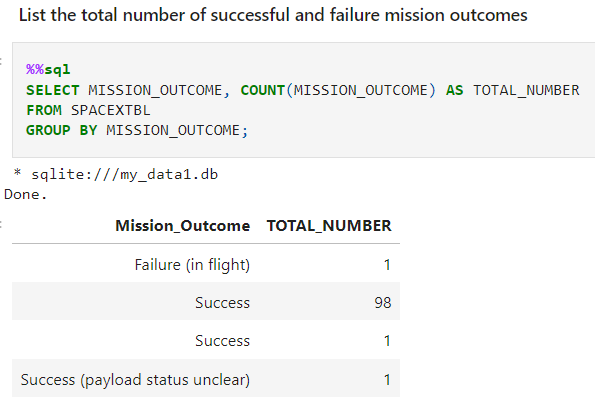 List the total number of successful and failure mission outcomes
%%sql
SELECT MISSION_OUTCOME, COUNT(MISSION_OUTCOME) AS TOTAL_NUMBER
FROM SPACEXTBL
GROUP BY MISSION_OUTCOME;
* sqlite:///my_data1.db
Done.
Mission_Outcome TOTAL_NUMBER
Failure (in flight) 1
Success 98
Success 1
Success (payload status unclear) 1